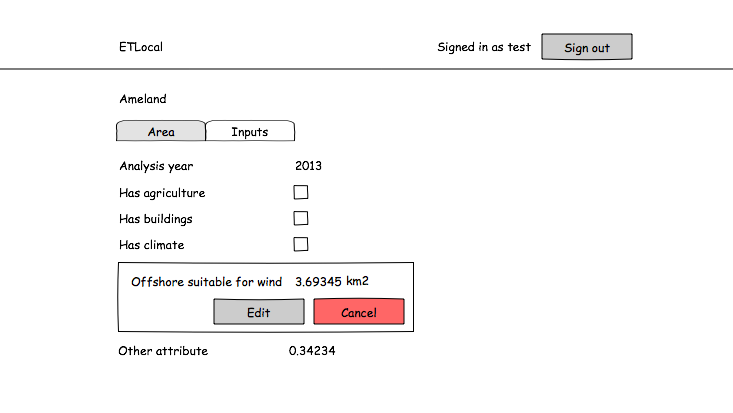 ETLocal
Signed in as test
Sign out
Ameland
Area
Inputs
Analysis year 2013
Has agriculture
Has buildings
Has climate
Offshore suitable for wind 3.69345 km2
Edit
Cancel
Other attribute 0.34234